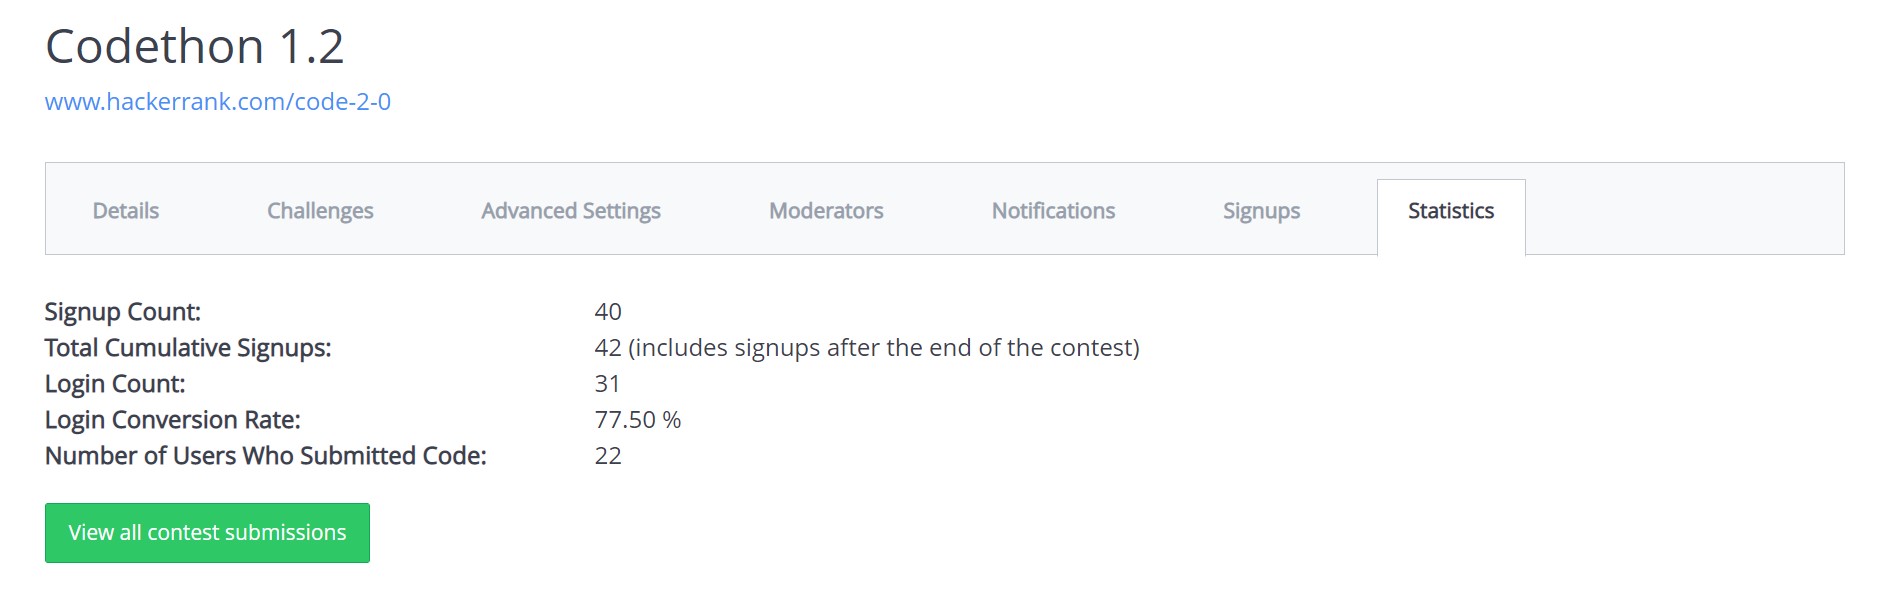 Codethon 1.2
www.hackerrank.com/code-2-0
Details Challenges Advanced Settings Moderators Notifications Signups Statistics
Signup Count: 40
Total Cumulative Signups: 42 (includes signups after the end of the contest)
Login Count: 31
Login Conversion Rate: 77.50 %
Number of Users Who Submitted Code: 22
View all contest submissions